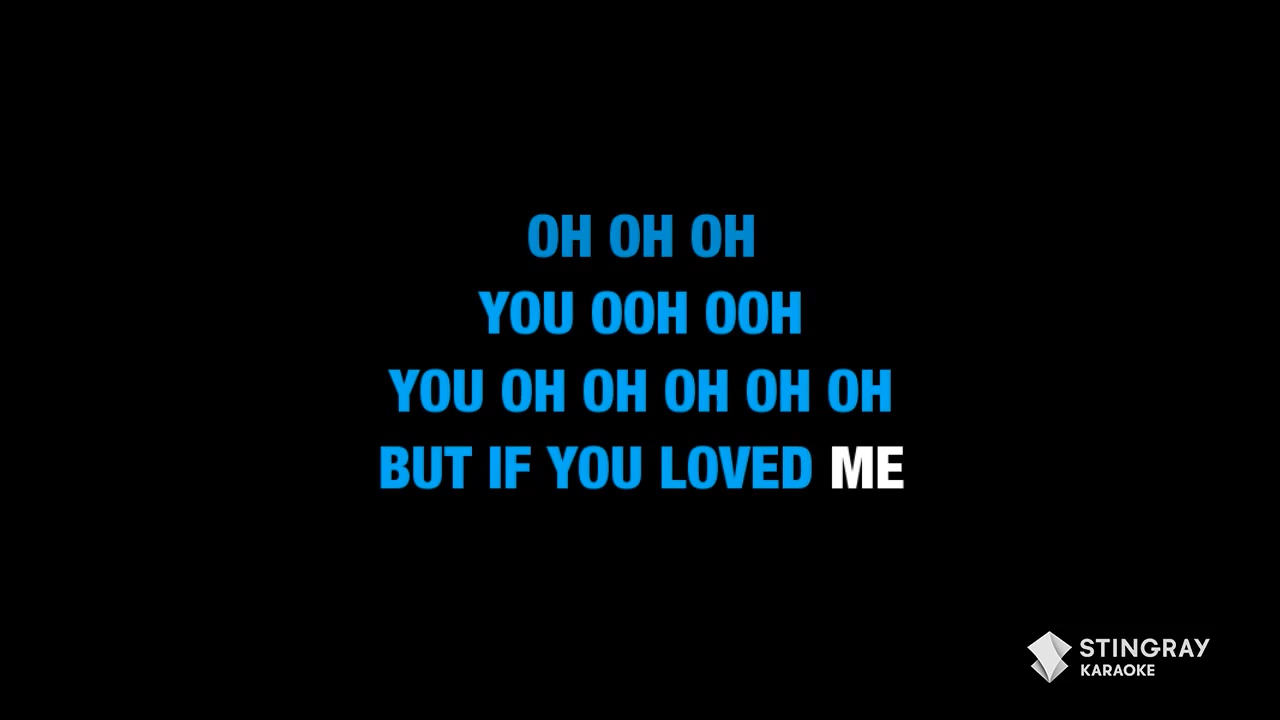 OH OH OH
YOU OOH OOH
YOU OH OH OH OH OH
BUT IF YOU LOVED ME
STINGRAY
KARAOKE